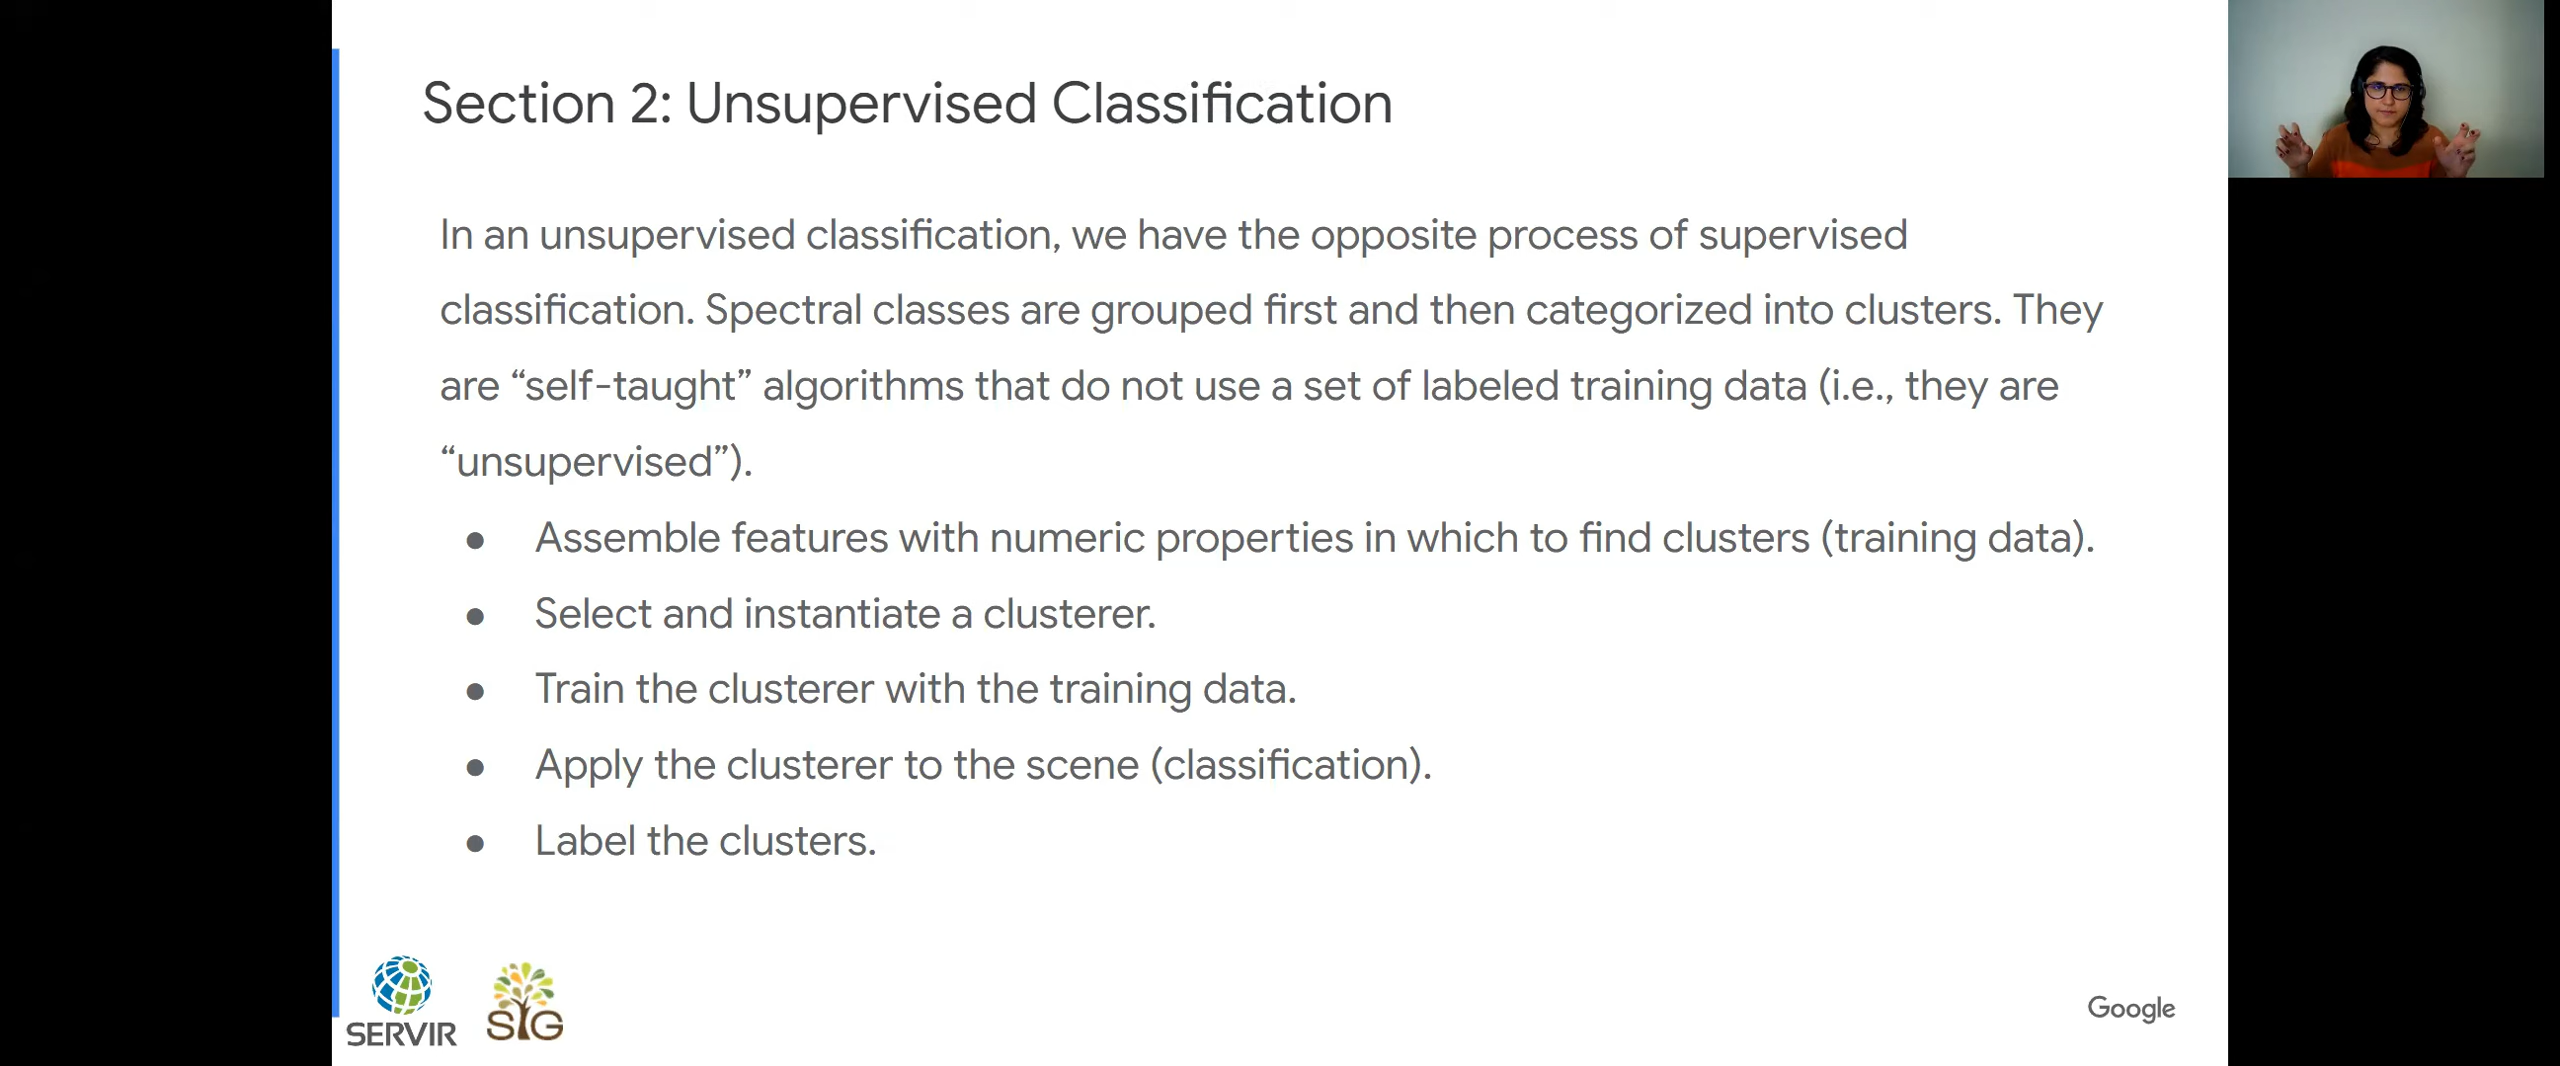 Section 2: Unsupervised Classification
In an unsupervised classification, we have the opposite process of supervised
classification. Spectral classes are grouped first and then categorized into clusters. They
are “self-taught” algorithms that do not use a set of labeled training data (i.e., they are
“unsupervised”).
● Assemble features with numeric properties in which to find clusters (training data).
● Select and instantiate a clusterer.
● Train the clusterer with the training data.
● Apply the clusterer to the scene (classification).
● Label the clusters.
SERVIR
SIG
Google